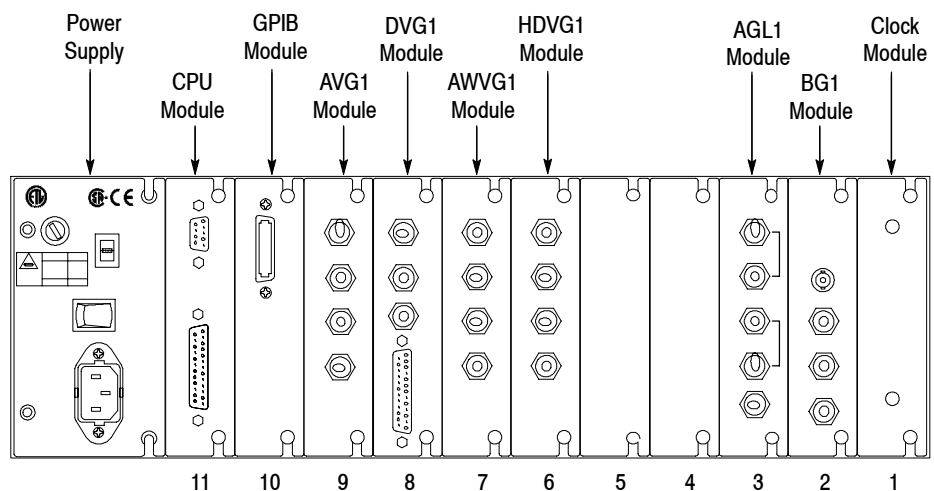 Power
Supply
CPU
Module
GPIB
Module
AVG1
Module
DVG1
Module
AWVG1
Module
HDVG1
Module
AGL1
Module
BG1
Module
Clock
Module
11 10 9 8 7 6 5 4 3 2 1